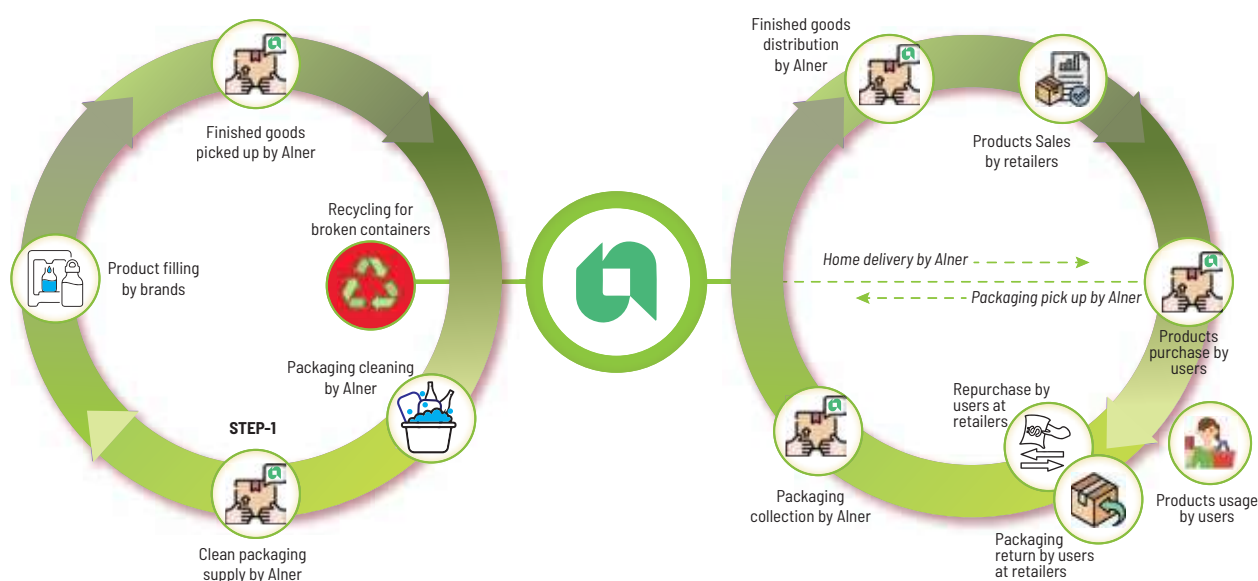 Finished goods
picked up by Alner
Recycling for
broken containers
Product filling
by brands
Packaging cleaning
by Alner
STEP-1
Clean packaging
supply by Alner
Finished goods
distribution
by Alner
Products Sales
by retailers
Home delivery by Alner
Packaging pick up by Alner
Products
purchase by
users
Repurchase by
users at
retailers
Products usage
by users
Packaging
collection by Alner
Packaging
return by users
at retailers